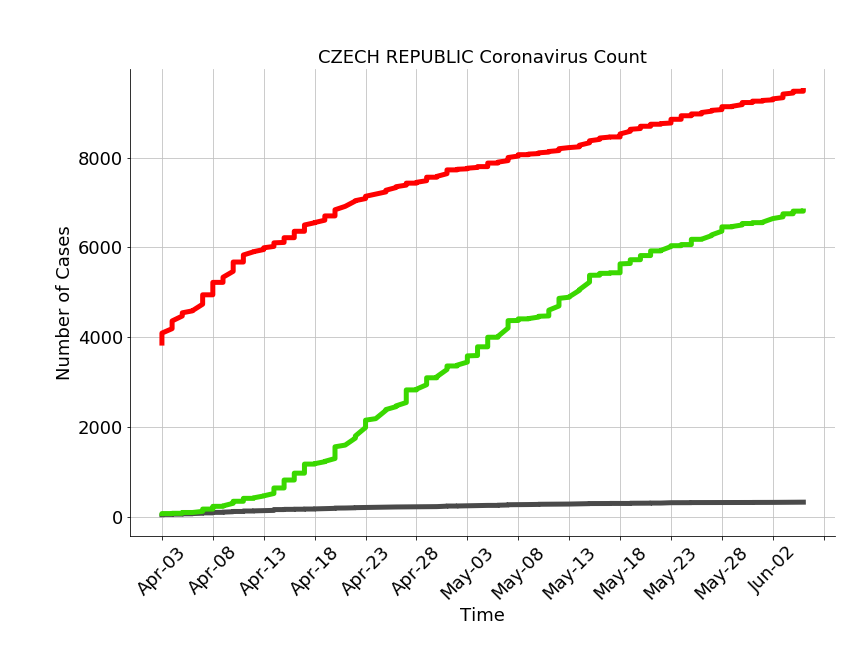 CZECH REPUBLIC Coronavirus Count
8000
6000
4000
2000
0
Number of Cases
Apr-03
Apr-08
Apr-13
Apr-18
Apr-23
Apr-28
May-03
May-08
May-13
May-18
May-23
May-28
Jun-02
Time